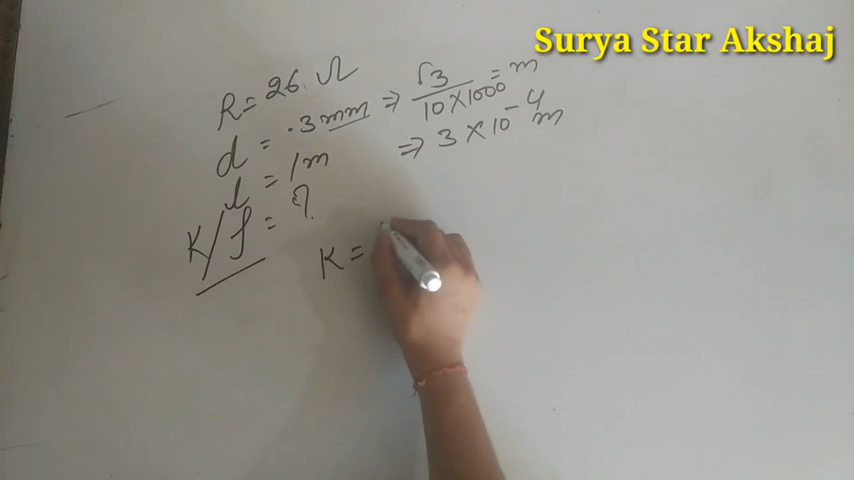 Surya Star Akshaj
R = 26 Ω
d = .3 mm ⇒ 3/10×1000 = m
⇒ 3 × 10⁻⁴ m
l = 1m
K/ρ = ?
K =